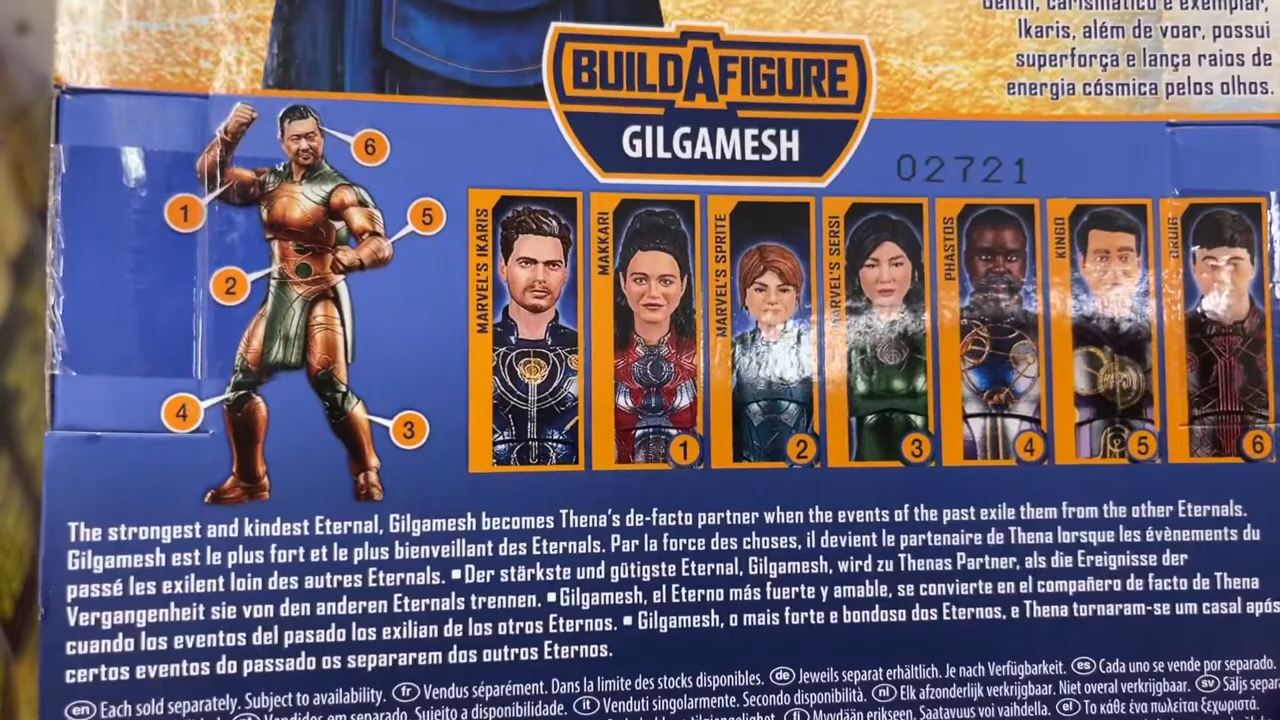 Gentil, carismático e exemplar,
Ikaris, além de voar, possui
superforça e lança raios de
energia cósmica pelos olhos.
BUILD A FIGURE
GILGAMESH
02721
6
1
5
2
4
3
MARVEL'S IKARIS
MAKKARI
1
MARVEL'S SPRITE
2
MARVEL'S SERSI
3
PHASTOS
4
KINGO
5
DRUIG
6
The strongest and kindest Eternal, Gilgamesh becomes Thena's de-facto partner when the events of the past exile them from the other Eternals.
Gilgamesh est le plus fort et le plus bienveillant des Eternals. Par la force des choses, il devient le partenaire de Thena lorsque les évènements du
passé les exilent loin des autres Eternals. ▪ Der stärkste und gütigste Eternal, Gilgamesh, wird zu Thenas Partner, als die Ereignisse der
Vergangenheit sie von den anderen Eternals trennen. ▪ Gilgamesh, el Eterno más fuerte y amable, se convierte en el compañero de facto de Thena
cuando los eventos del pasado los exilian de los otros Eternos. ▪ Gilgamesh, o mais forte e bondoso dos Eternos, e Thena tornaram-se um casal após
certos eventos do passado os separarem dos outros Eternos.
en Each sold separately. Subject to availability. fr Vendus séparément. Dans la limite des stocks disponibles. de Jeweils separat erhältlich. Je nach Verfügbarkeit. es Cada uno se vende por separado.
Vendidos em separado. Sujeito a disponibilidade. it Venduti singolarmente. Secondo disponibilità. nl Elk afzonderlijk verkrijgbaar. Niet overal verkrijgbaar. sv Säljs separat
fi Myydään erikseen. Saatavuus voi vaihdella. el Το κάθε ένα πωλείται ξεχωριστά.